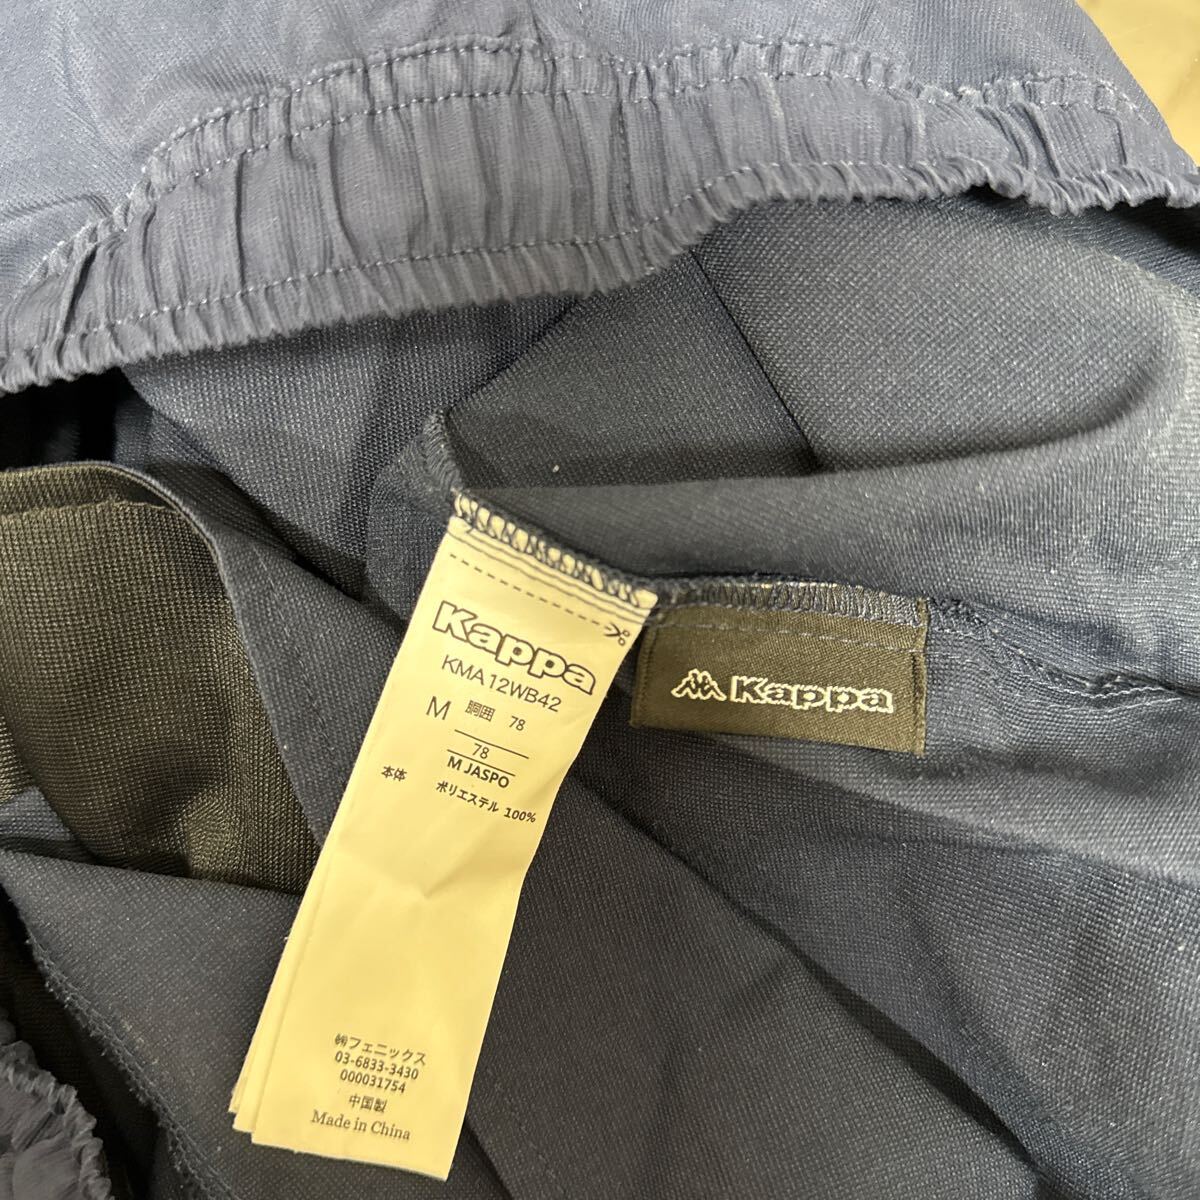 Kappa
KMA12WB42
M 胴囲 78
78
M JASPO
本体 ポリエステル 100%
㈱フェニックス
03-6833-3430
000031754
中国製
Made in China
Kappa